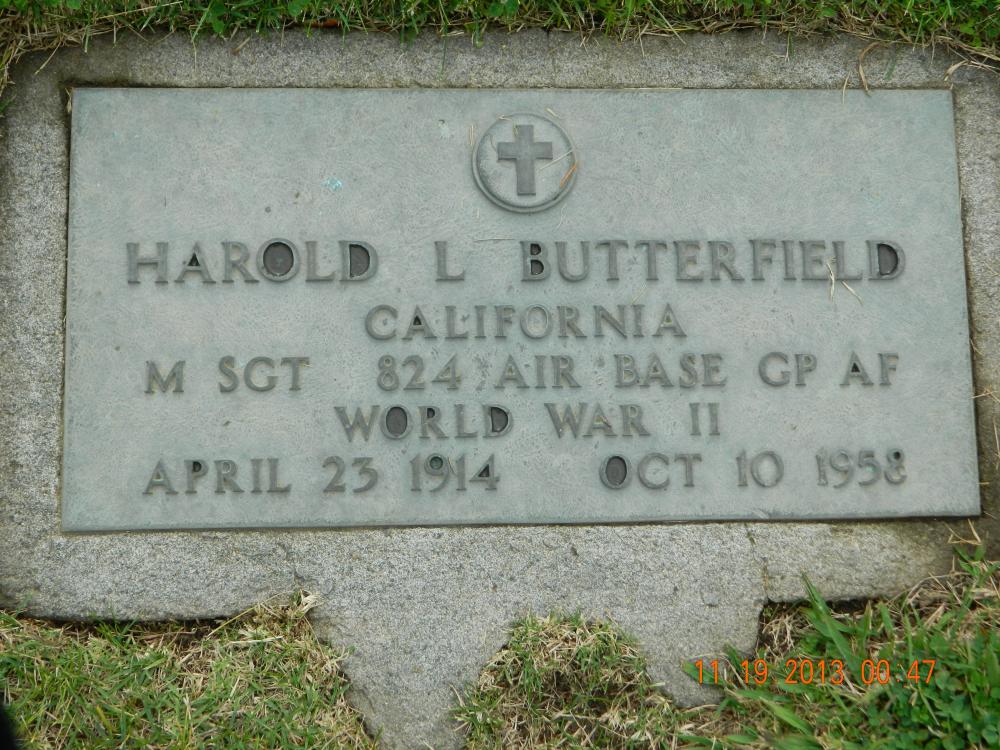 HAROLD L BUTTERFIELD
CALIFORNIA
M SGT 824 AIR BASE GP AF
WORLD WAR II
APRIL 23 1914 OCT 10 1958
11 19 2013 00 47